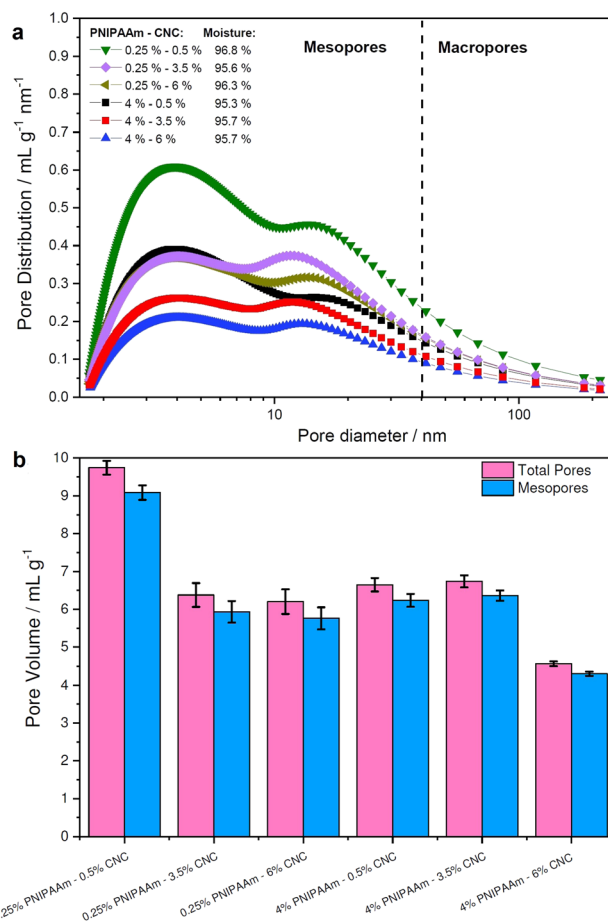 a
PNIPAAm - CNC: Moisture:
0.25 % - 0.5 % 96.8 %
0.25 % - 3.5 % 95.6 %
0.25 % - 6 % 96.3 %
4 % - 0.5 % 95.3 %
4 % - 3.5 % 95.7 %
4 % - 6 % 95.7 %
Mesopores Macropores
Pore Distribution / mL g⁻¹ nm⁻¹
1.0
0.9
0.8
0.7
0.6
0.5
0.4
0.3
0.2
0.1
0.0
10 100
Pore diameter / nm
b
Total Pores
Mesopores
Pore Volume / mL g⁻¹
10
9
8
7
6
5
4
3
2
1
0
.25% PNIPAAm - 0.5% CNC
0.25% PNIPAAm - 3.5% CNC
0.25% PNIPAAm - 6% CNC
4% PNIPAAm - 0.5% CNC
4% PNIPAAm - 3.5% CNC
4% PNIPAAm - 6% CNC